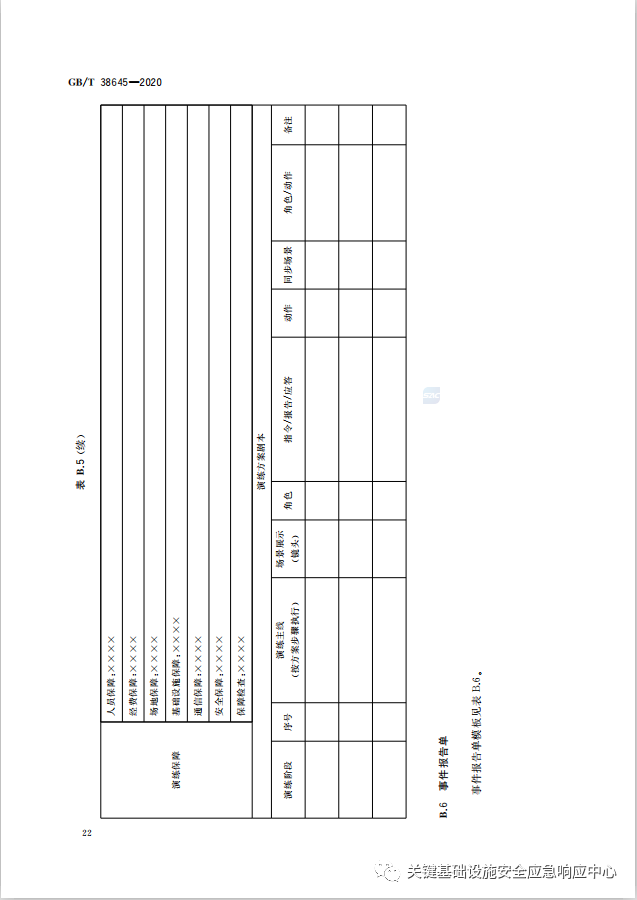 GB/T 38645—2020
表 B.5（续）
演练保障
人员保障：××××
经费保障：××××
场地保障：××××
基础设施保障：××××
通信保障：××××
安全保障：××××
保障检查：××××
演练方案剧本
演练阶段
序号
演练主线
（按方案步骤执行）
场景展示
（镜头）
角色
指令/报告/应答
动作
同步场景
角色/动作
备注
B.6 事件报告单
事件报告单模板见表 B.6。
22
关键基础设施安全应急响应中心